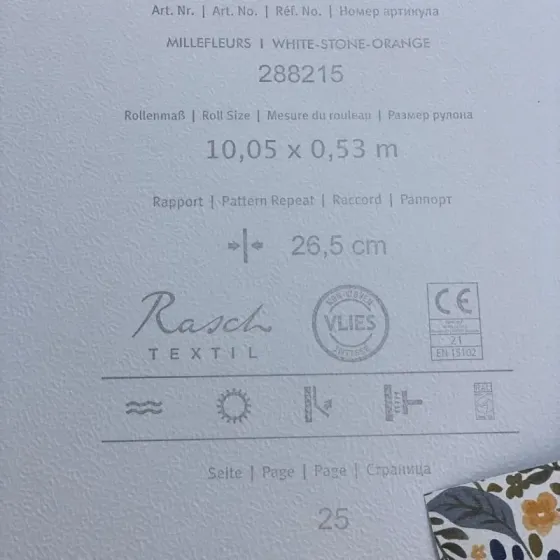 Art. Nr. | Art. No. | Réf. No. | Номер артикула
MILLEFLEURS | WHITE-STONE-ORANGE
288215
Rollenmaß | Roll Size | Mesure du rouleau | Размер рулона
10,05 x 0,53 m
Rapport | Pattern Repeat | Raccord | Раппорт
26,5 cm
Rasch
TEXTIL
NON-WOVEN
VLIES
CE
21
EN 15102
Seite | Page | Page | Страница
25